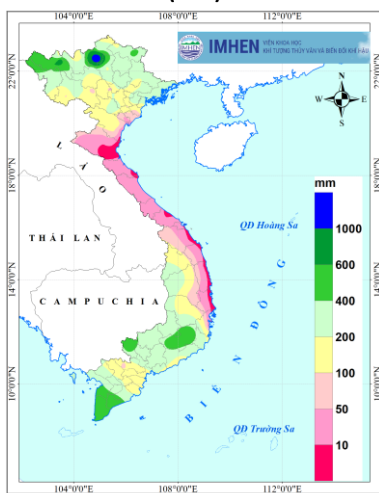 104°0'0"E 108°0'0"E 112°0'0"E
IMHEN VIỆN KHOA HỌC
KHÍ TƯỢNG THỦY VĂN VÀ BIẾN ĐỔI KHÍ HẬU
22°0'0"N
N
W E
S
LÀO
18°0'0"N
mm
THÁI LAN
QĐ Hoàng Sa
1000
600
14°0'0"N
CAMPUCHIA
400
200
BIỂN ĐÔNG
100
10°0'0"N
50
QĐ Trường Sa
10
104°0'0"E 108°0'0"E 112°0'0"E